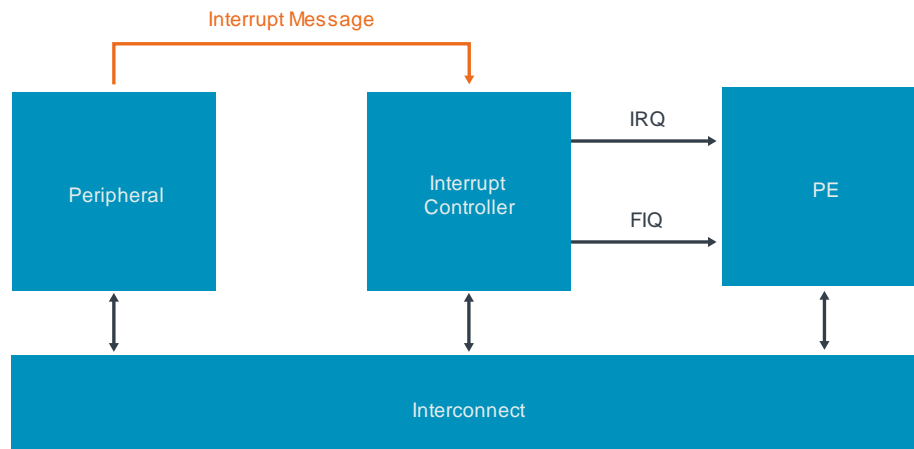 Interrupt Message
Peripheral
Interrupt
Controller
IRQ
FIQ
PE
Interconnect